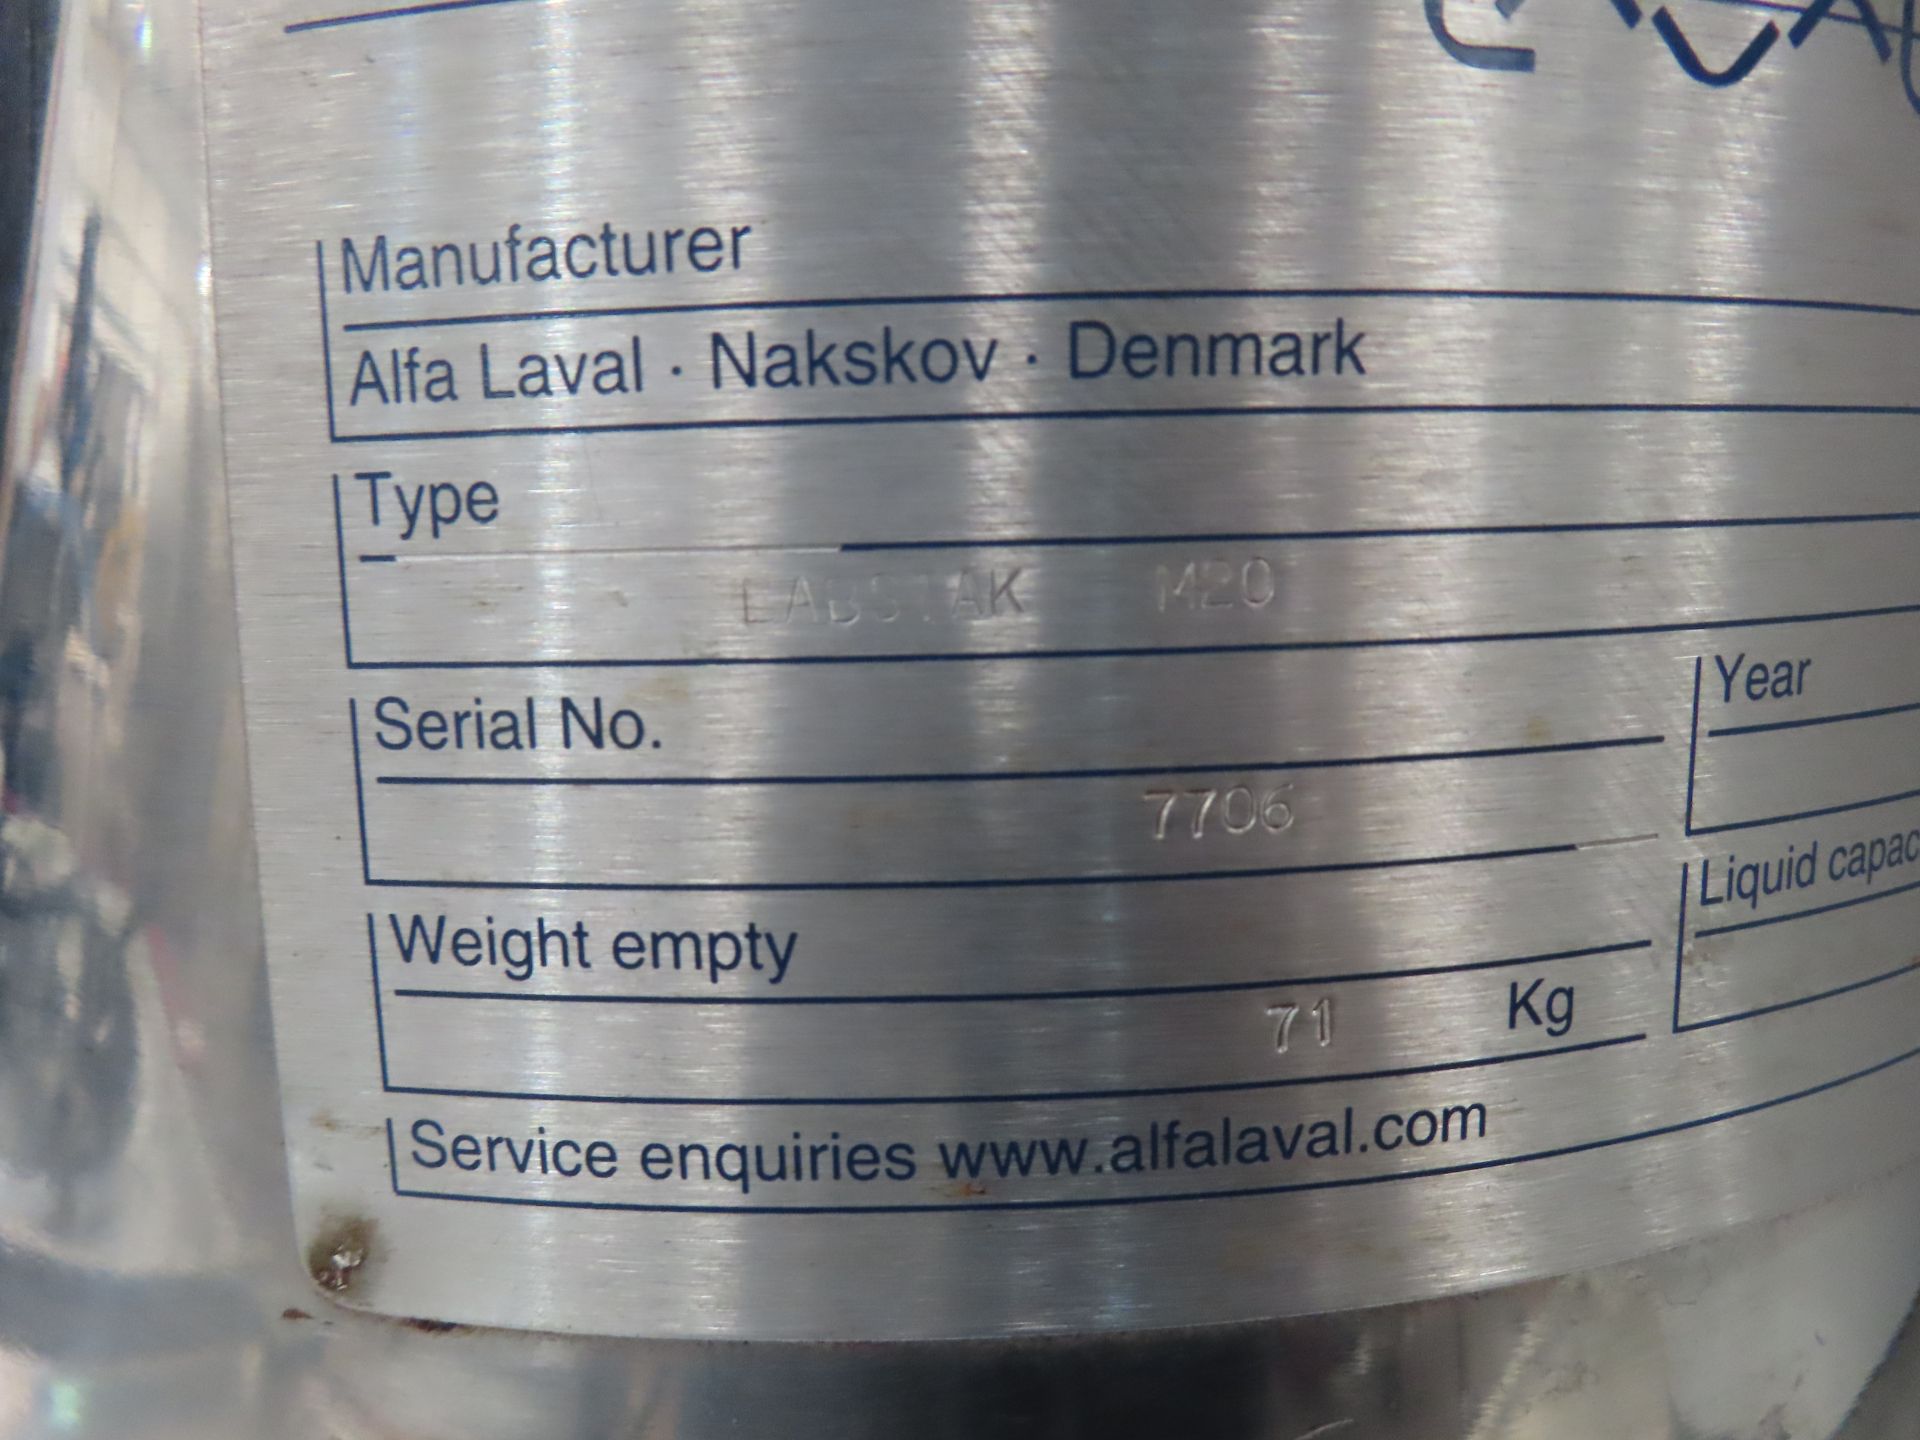 Manufacturer
Alfa Laval · Nakskov · Denmark
Type
LABSTAK M20
Serial No.
Year
7706
Liquid
Weight empty
71 Kg
Service enquiries www.alfalaval.com